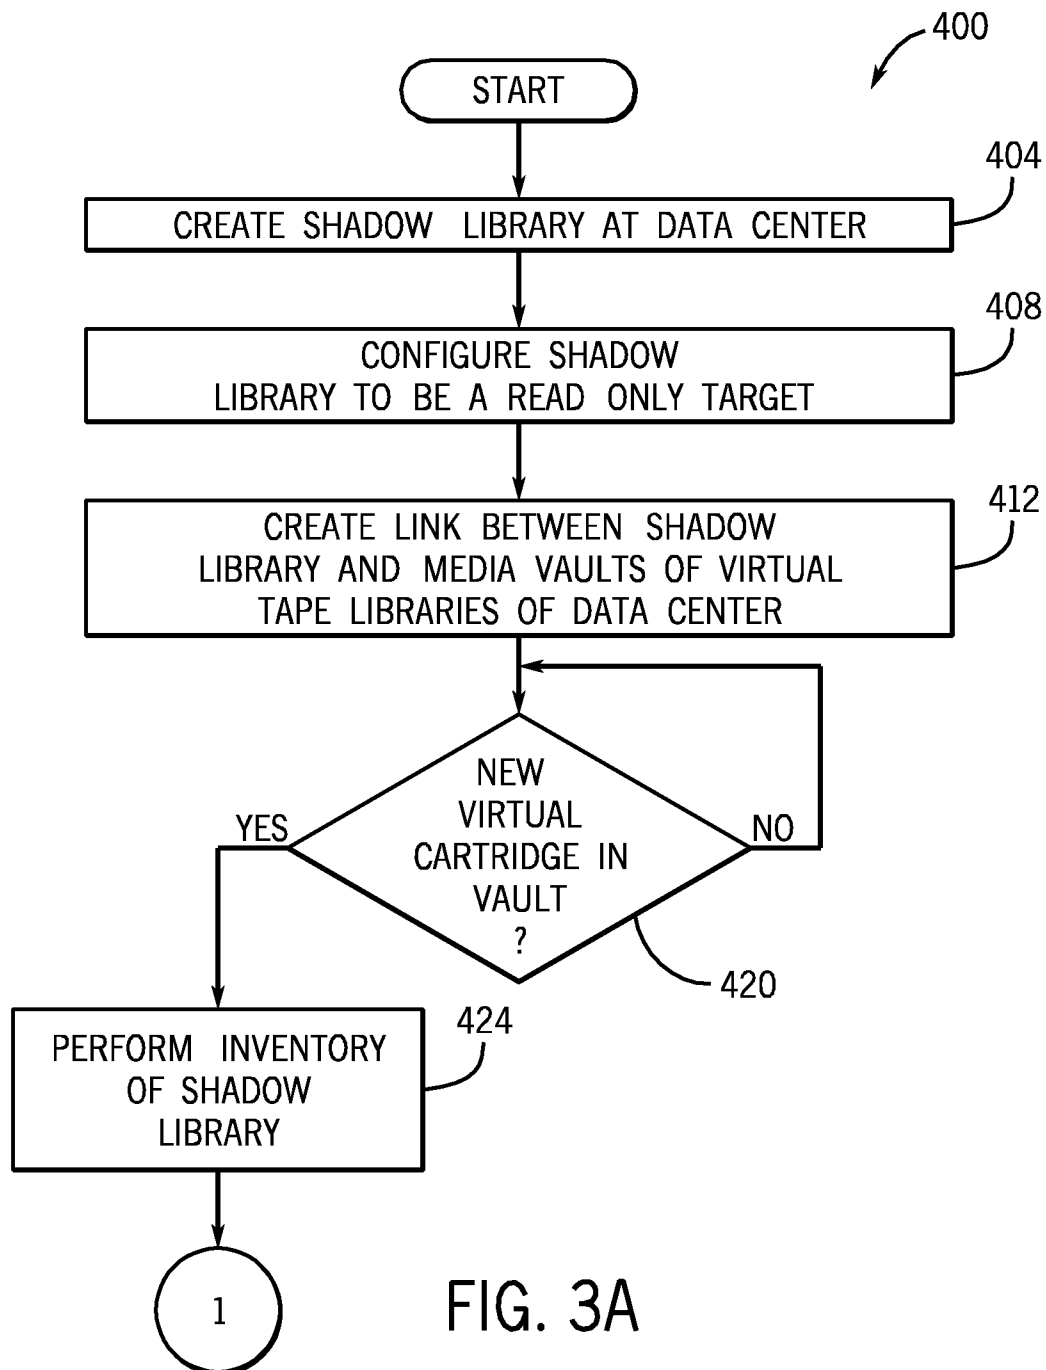 400
START
404
CREATE SHADOW LIBRARY AT DATA CENTER
408
CONFIGURE SHADOW
LIBRARY TO BE A READ ONLY TARGET
412
CREATE LINK BETWEEN SHADOW
LIBRARY AND MEDIA VAULTS OF VIRTUAL
TAPE LIBRARIES OF DATA CENTER
NEW
VIRTUAL
CARTRIDGE IN
VAULT
?
YES
NO
420
424
PERFORM INVENTORY
OF SHADOW
LIBRARY
1
FIG. 3A